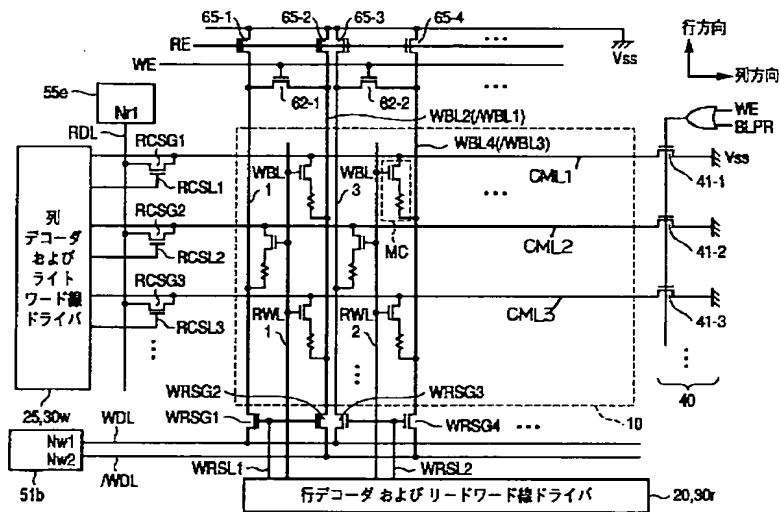 65-1
65-2
65-3
65-4
RE
Vss
行方向
列方向
WE
62-1
62-2
55e
Nr1
WE
BLPR
RDL
WBL2(/WBL1)
WBL4(/WBL3)
RCSG1
RCSL1
WBL
1
WBL
3
CML1
Vss
41-1
RCSG2
RCSL2
MC
CML2
41-2
RCSG3
RCSL3
RWL
1
RWL
2
CML3
41-3
列
デコーダ
および
ライト
ワード線
ドライバ
25,30w
40
10
WRSG2
WRSG3
WRSG1
WRSG4
WDL
/WDL
Nw1
Nw2
51b
WRSL1
WRSL2
行デコーダ および リードワード線ドライバ
20,30r